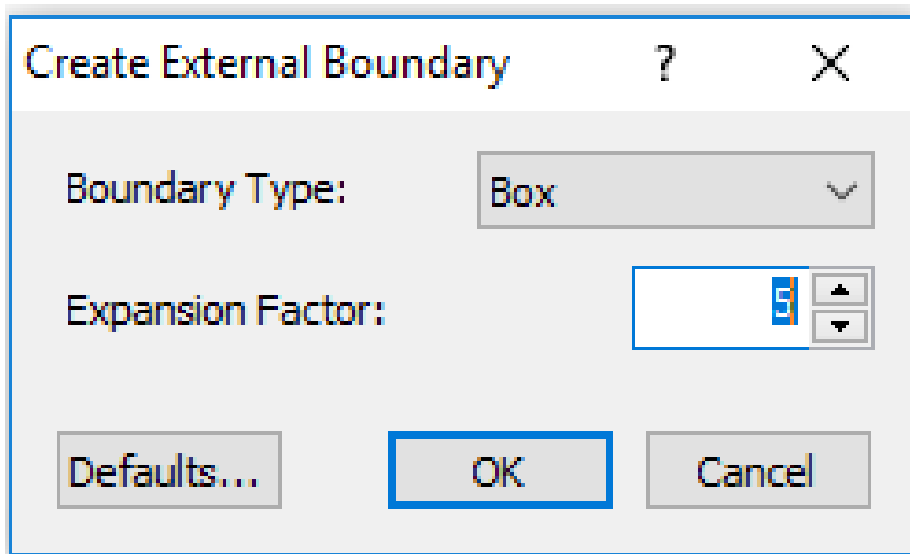 Create External Boundary ?
Boundary Type: Box
Expansion Factor: 5
Defaults... OK Cancel